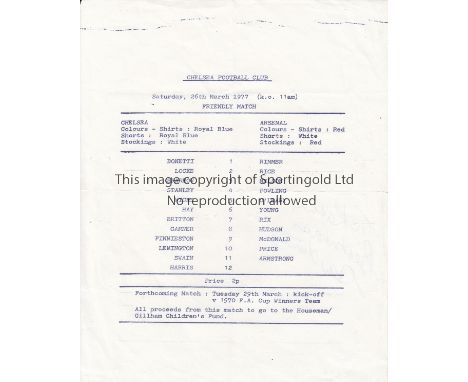 CHELSEA FOOTBALL CLUB
Saturday, 26th March 1977 (k.o. 11am)
FRIENDLY MATCH
CHELSEA ARSENAL
Colours - Shirts : Royal Blue Colours - Shirts : Red
Shorts : Royal Blue Shorts : White
Stockings : White Stockings : Red
BONETTI 1 RIMMER
LOCKE 2 RICE
This image copyright of sportingold Ltd
STANLEY 4 POWLING
No reproduction allowed
HAY 6 YOUNG
BRITTON 7 RIX
GARNER 8 HUDSON
FINNIESTON 9 McDONALD
LEWINGTON 10 PRICE
SWAIN 11 ARMSTRONG
HARRIS 12
Price 2p
Forthcoming Match : Tuesday 29th March : kick-off
v 1970 F.A. Cup Winners Team
All proceeds from this match to go to the Houseman/
Gillham Children's Fund.